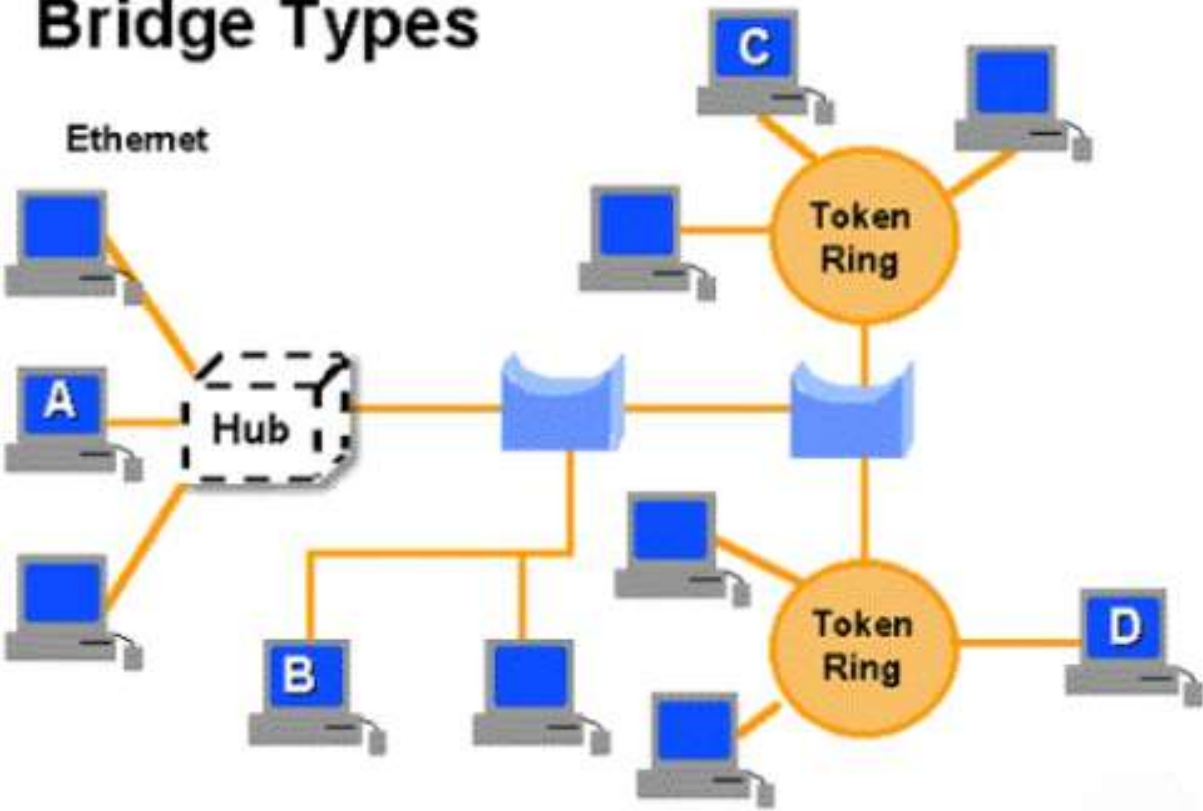 Bridge Types
Ethernet
C
Token
Ring
A
Hub
B
Token
Ring
D